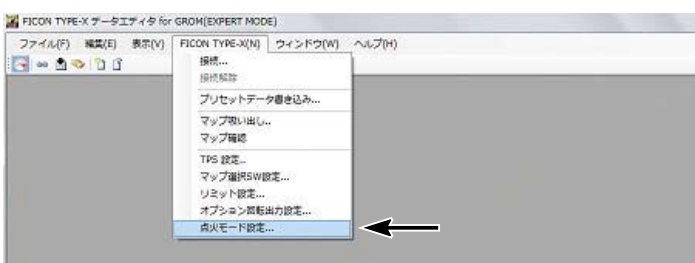 FICON TYPE-X データエディタ for GROM(EXPERT MODE)
ファイル(F) 編集(E) 表示(V) FICON TYPE-X(N) ウィンドウ(W) ヘルプ(H)
接続...
接続解除
プリセットデータ書き込み...
マップ吸い出し...
マップ確認
TPS 設定...
マップ選択SW設定...
リミット設定...
オプション回転出力設定...
点火モード設定...